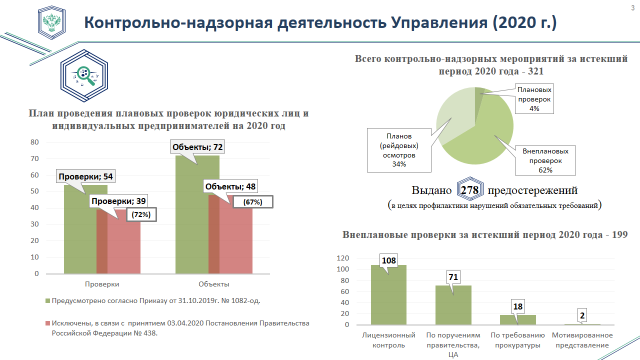 3
Контрольно-надзорная деятельность Управления (2020 г.)
План проведения плановых проверок юридических лиц и
индивидуальных предпринимателей на 2020 год
80
70
60
50
40
30
20
10
0
Проверки; 54
Проверки; 39
(72%)
Объекты; 72
Объекты; 48
(67%)
Проверки
Объекты
Предусмотрено согласно Приказу от 31.10.2019г. № 1082-од.
Исключены, в связи с принятием 03.04.2020 Постановления Правительства
Российской Федерации № 438.
Всего контрольно-надзорных мероприятий за истекший
период 2020 года - 321
Плановых
проверок
4%
Планов
(рейдовых)
осмотров
34%
Внеплановых
проверок
62%
Выдано 278 предостережений
(в целях профилактики нарушений обязательных требований)
Внеплановые проверки за истекший период 2020 года - 199
120
100
80
60
40
20
0
108
71
18
2
Лицензионный
контроль
По поручениям
правительства,
ЦА
По требованию
прокуратуры
Мотивированное
представление